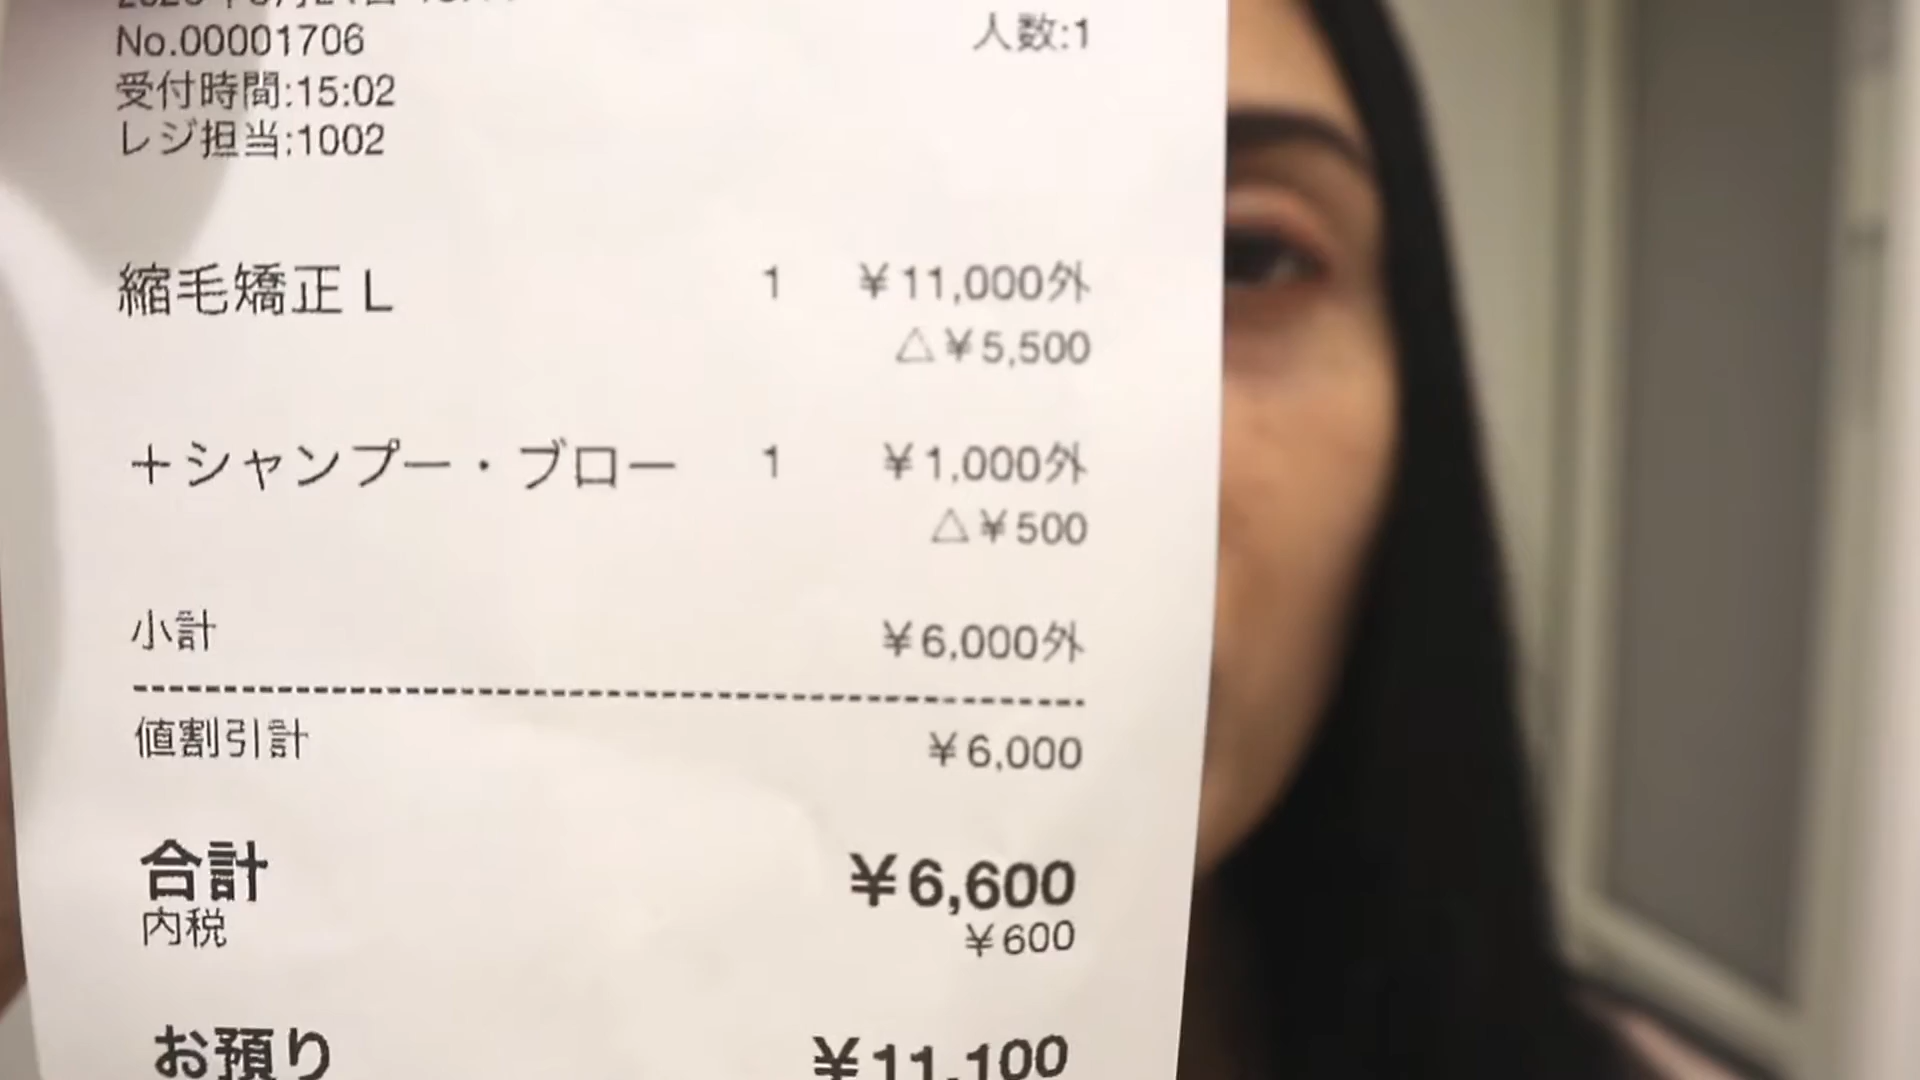 No.00001706
人数:1
受付時間:15:02
レジ担当:1002
縮毛矯正 L 1 ¥11,000外
△¥5,500
+シャンプー・ブロー 1 ¥1,000外
△¥500
小計 ¥6,000外
値割引計 ¥6,000
合計 ¥6,600
内税 ¥600
お預り ¥11,100